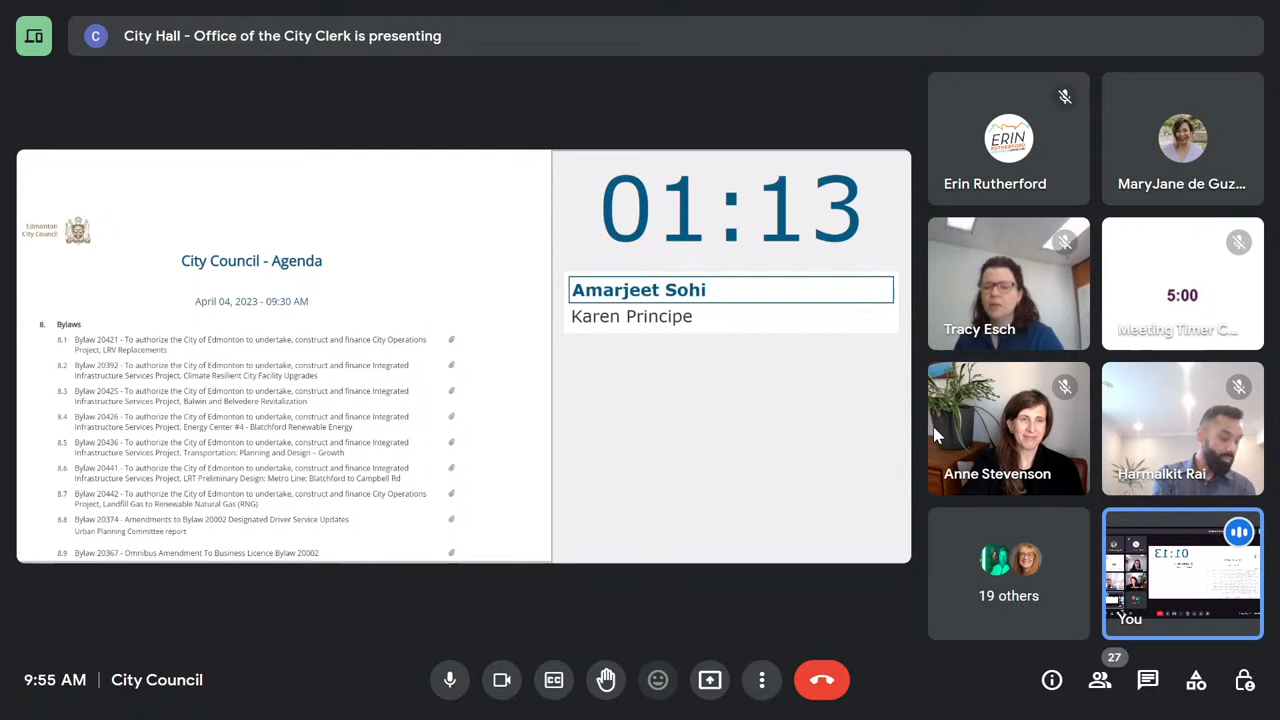 C City Hall - Office of the City Clerk is presenting
Edmonton
City Council
City Council - Agenda
April 04, 2023 - 09:30 AM
8. Bylaws
8.1 Bylaw 20421 - To authorize the City of Edmonton to undertake, construct and finance City Operations
Project, LRV Replacements
8.2 Bylaw 20392 - To authorize the City of Edmonton to undertake, construct and finance Integrated
Infrastructure Services Project, Climate Resilient City Facility Upgrades
8.3 Bylaw 20425 - To authorize the City of Edmonton to undertake, construct and finance Integrated
Infrastructure Services Project, Balwin and Belvedere Revitalization
8.4 Bylaw 20426 - To authorize the City of Edmonton to undertake, construct and finance Integrated
Infrastructure Services Project, Energy Center #4 - Blatchford Renewable Energy
8.5 Bylaw 20436 - To authorize the City of Edmonton to undertake, construct and finance Integrated
Infrastructure Services Project, Transportation: Planning and Design – Growth
8.6 Bylaw 20441 - To authorize the City of Edmonton to undertake, construct and finance Integrated
Infrastructure Services Project, LRT Preliminary Design: Metro Line: Blatchford to Campbell Rd
8.7 Bylaw 20442 - To authorize the City of Edmonton to undertake, construct and finance City Operations
Project, Landfill Gas to Renewable Natural Gas (RNG)
8.8 Bylaw 20374 - Amendments to Bylaw 20002 Designated Driver Service Updates
Urban Planning Committee report
8.9 Bylaw 20367 - Omnibus Amendment To Business Licence Bylaw 20002
01:13
Amarjeet Sohi
Karen Principe
ERIN
RUTHERFORD
Erin Rutherford
MaryJane de Guz...
Tracy Esch
5:00
Meeting Timer C...
Anne Stevenson
Harmalkit Rai
19 others
01:13
You
9:55 AM | City Council
CC
27